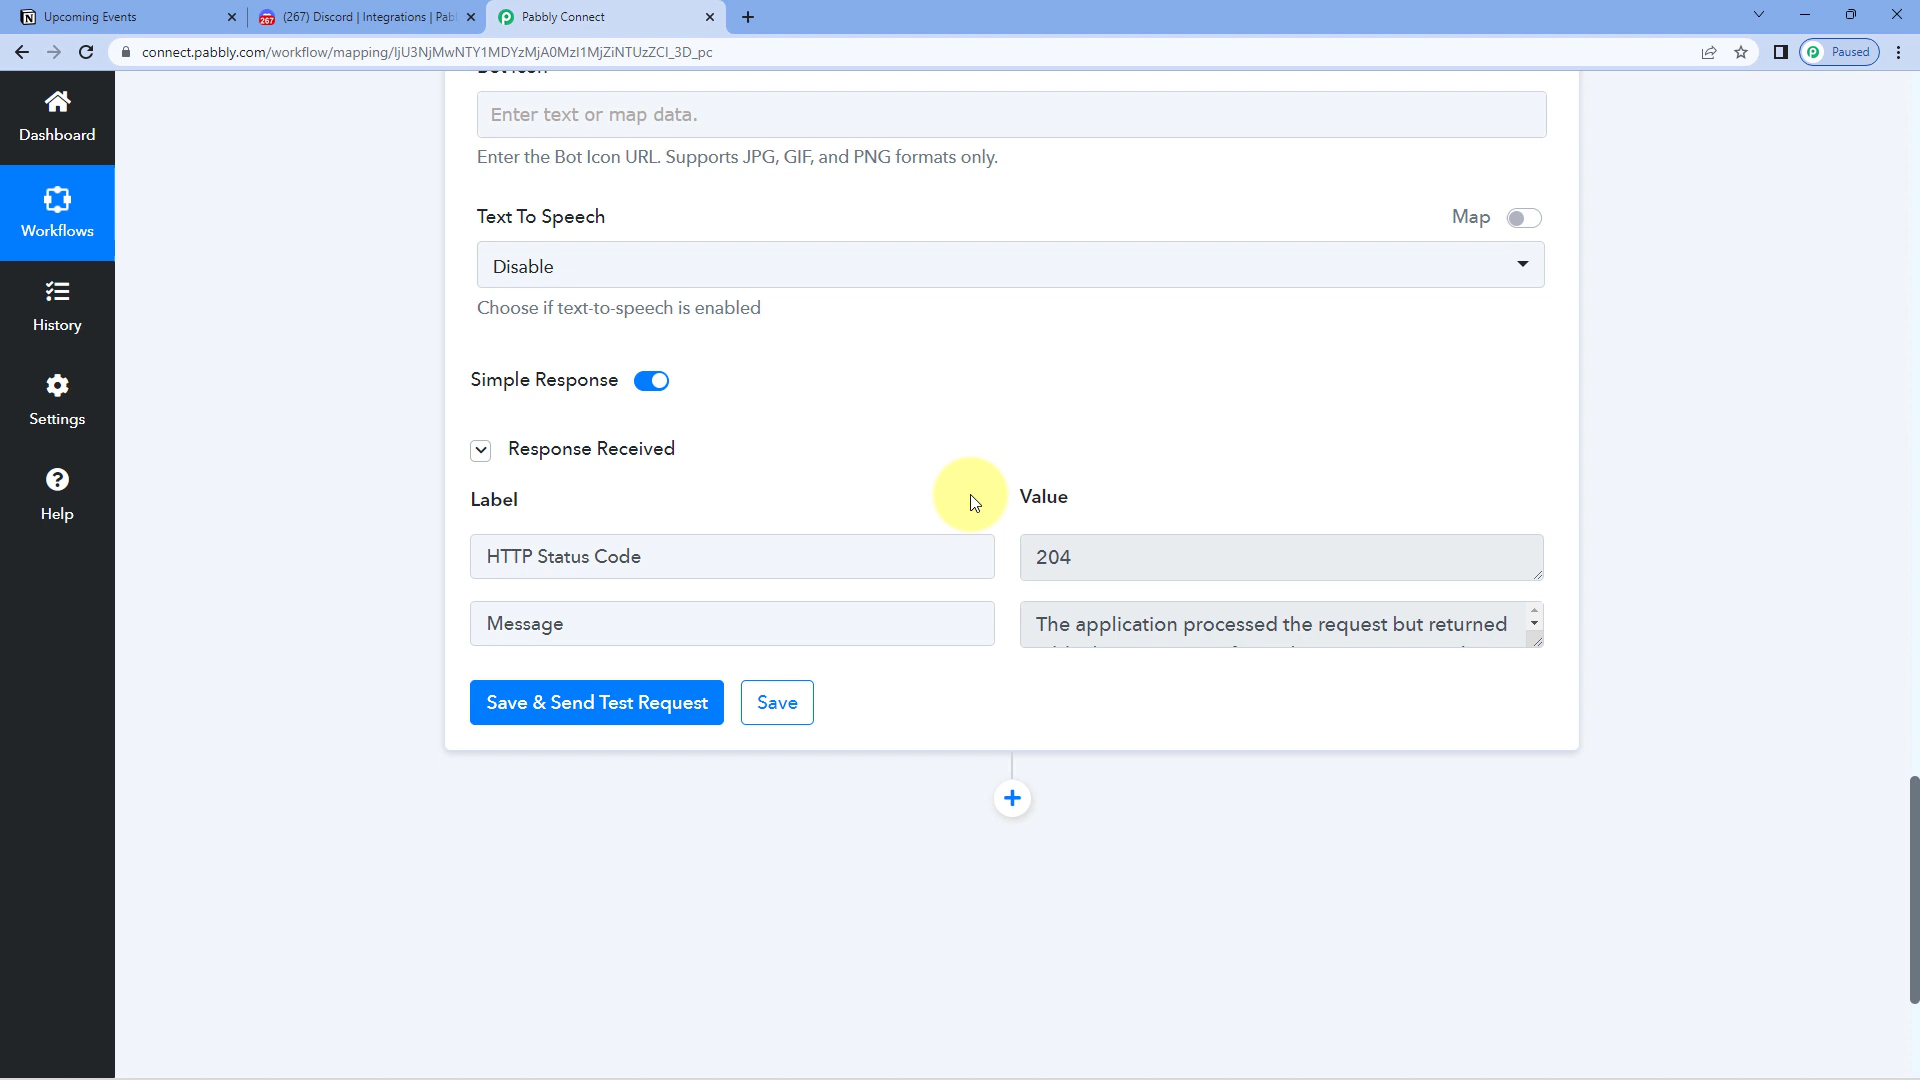 Upcoming Events
267
(267) Discord | Integrations | Pab
Pabbly Connect
connect.pabbly.com/workflow/mapping/IjU3NjMwNTY1MDYzMjA0MzI1MjZiNTUzZCI_3D_pc
Paused
Dashboard
Workflows
History
Settings
Help
Bot Icon
Enter text or map data.
Enter the Bot Icon URL. Supports JPG, GIF, and PNG formats only.
Text To Speech
Map
Disable
Choose if text-to-speech is enabled
Simple Response
Response Received
Label
Value
HTTP Status Code
204
Message
The application processed the request but returned
Save & Send Test Request
Save